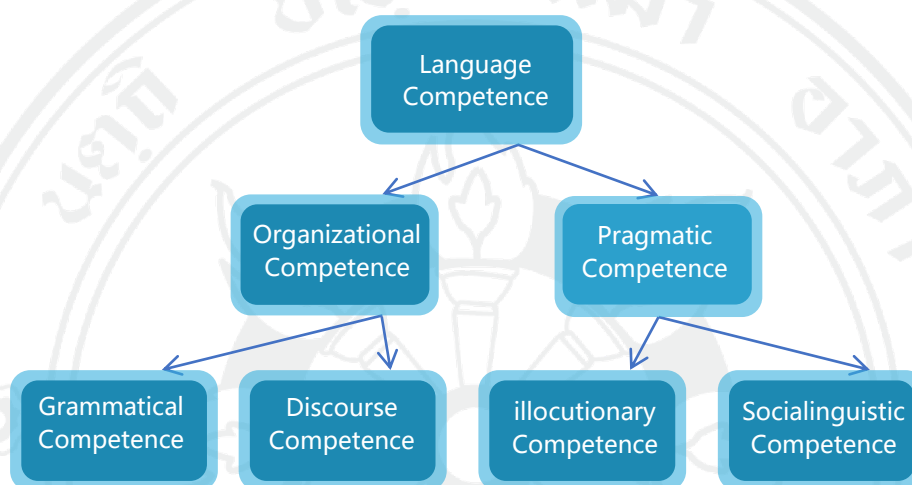 Language
Competence
Organizational
Competence
Pragmatic
Competence
Grammatical
Competence
Discourse
Competence
illocutionary
Competence
Socialinguistic
Competence